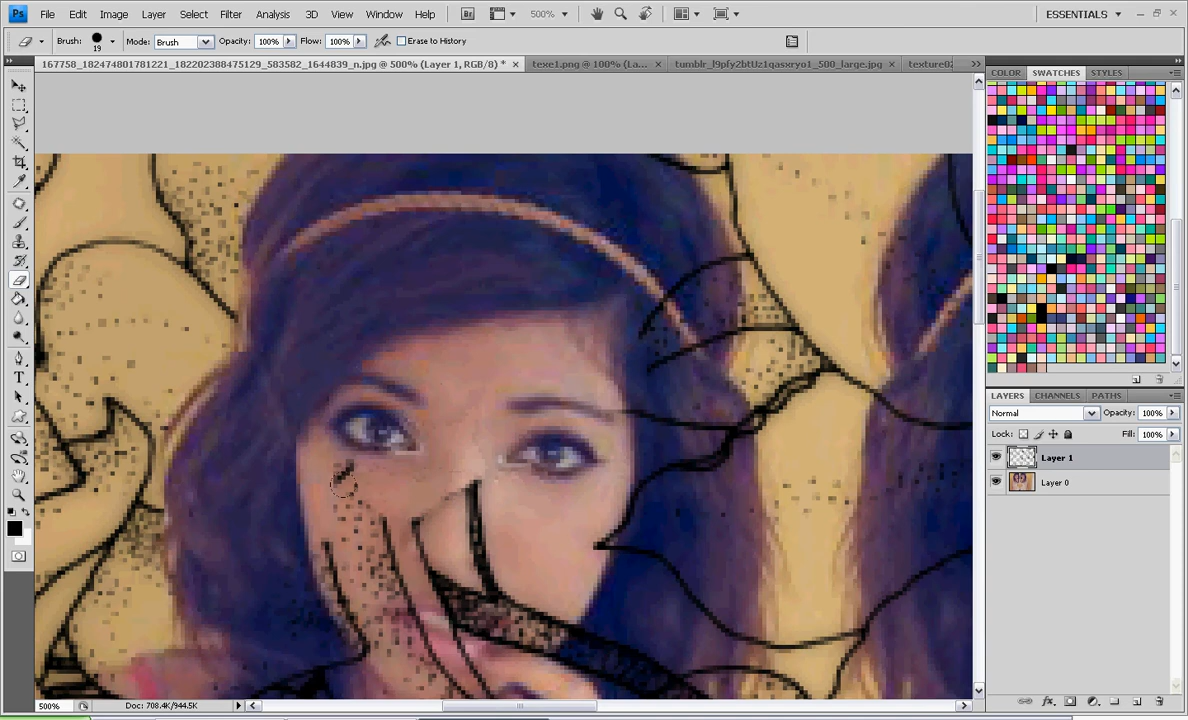 Ps File Edit Image Layer Select Filter Analysis 3D View Window Help Br 500% ESSENTIALS
Brush: 19 Mode: Brush Opacity: 100% Flow: 100% Erase to History
167758_182474801781221_182202388475129_583582_1644839_n.jpg @ 500% (Layer 1, RGB/8) * texe1.png @ 100% (La... tumblr_l9pfy2btUz1qasxryo1_500_large.jpg texture02
COLOR SWATCHES STYLES
LAYERS CHANNELS PATHS
Normal Opacity: 100%
Lock: Fill: 100%
Layer 1
Layer 0
500% Doc: 708.4K/944.5K